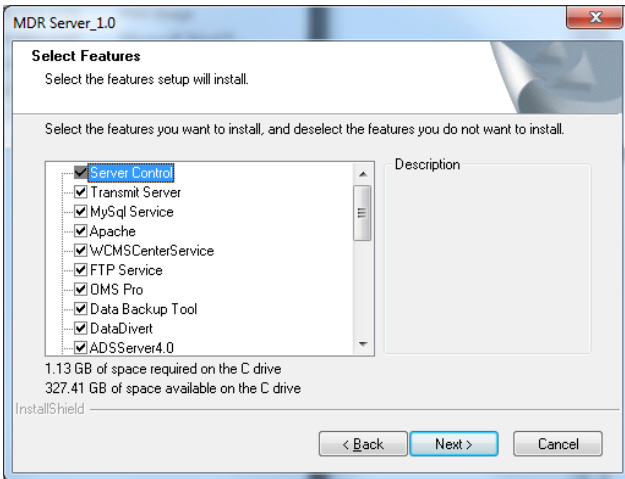 MDR Server_1.0
Select Features
Select the features setup will install.
Select the features you want to install, and deselect the features you do not want to install.
Server Control
Transmit Server
MySql Service
Apache
WCMSCenterService
FTP Service
OMS Pro
Data Backup Tool
DataDivert
ADSServer4.0
Description
1.13 GB of space required on the C drive
327.41 GB of space available on the C drive
InstallShield
< Back
Next >
Cancel